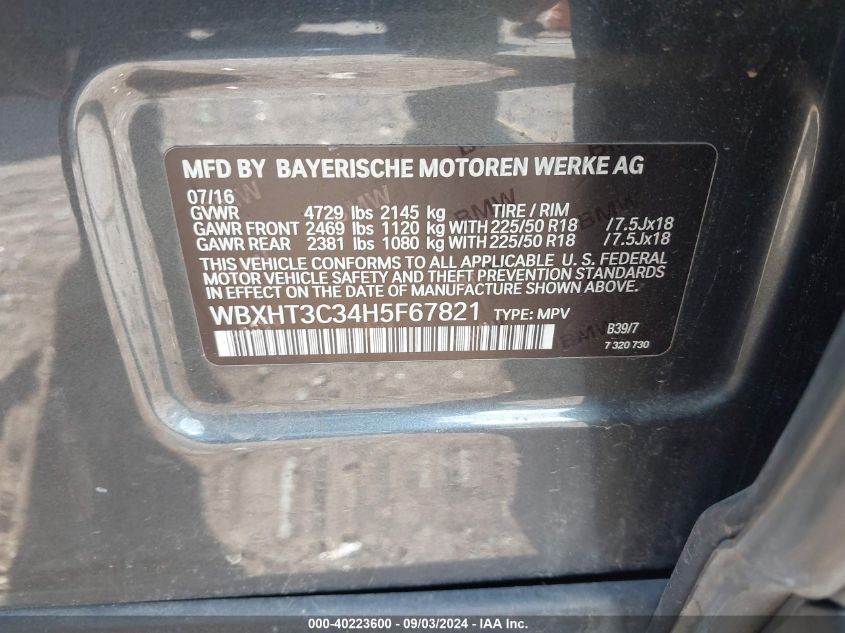 MFD BY BAYERISCHE MOTOREN WERKE AG
07/16
GVWR 4729 lbs 2145 kg TIRE / RIM
GAWR FRONT 2469 lbs 1120 kg WITH 225/50 R18 /7.5Jx18
GAWR REAR 2381 lbs 1080 kg WITH 225/50 R18 /7.5Jx18
THIS VEHICLE CONFORMS TO ALL APPLICABLE U. S. FEDERAL
MOTOR VEHICLE SAFETY AND THEFT PREVENTION STANDARDS
IN EFFECT ON THE DATE OF MANUFACTURE SHOWN ABOVE.
WBXHT3C34H5F67821 TYPE: MPV
B39/7
7 320 730
BMW
BMW
BMW
BMW
000-40223600 - 09/03/2024 - IAA Inc.